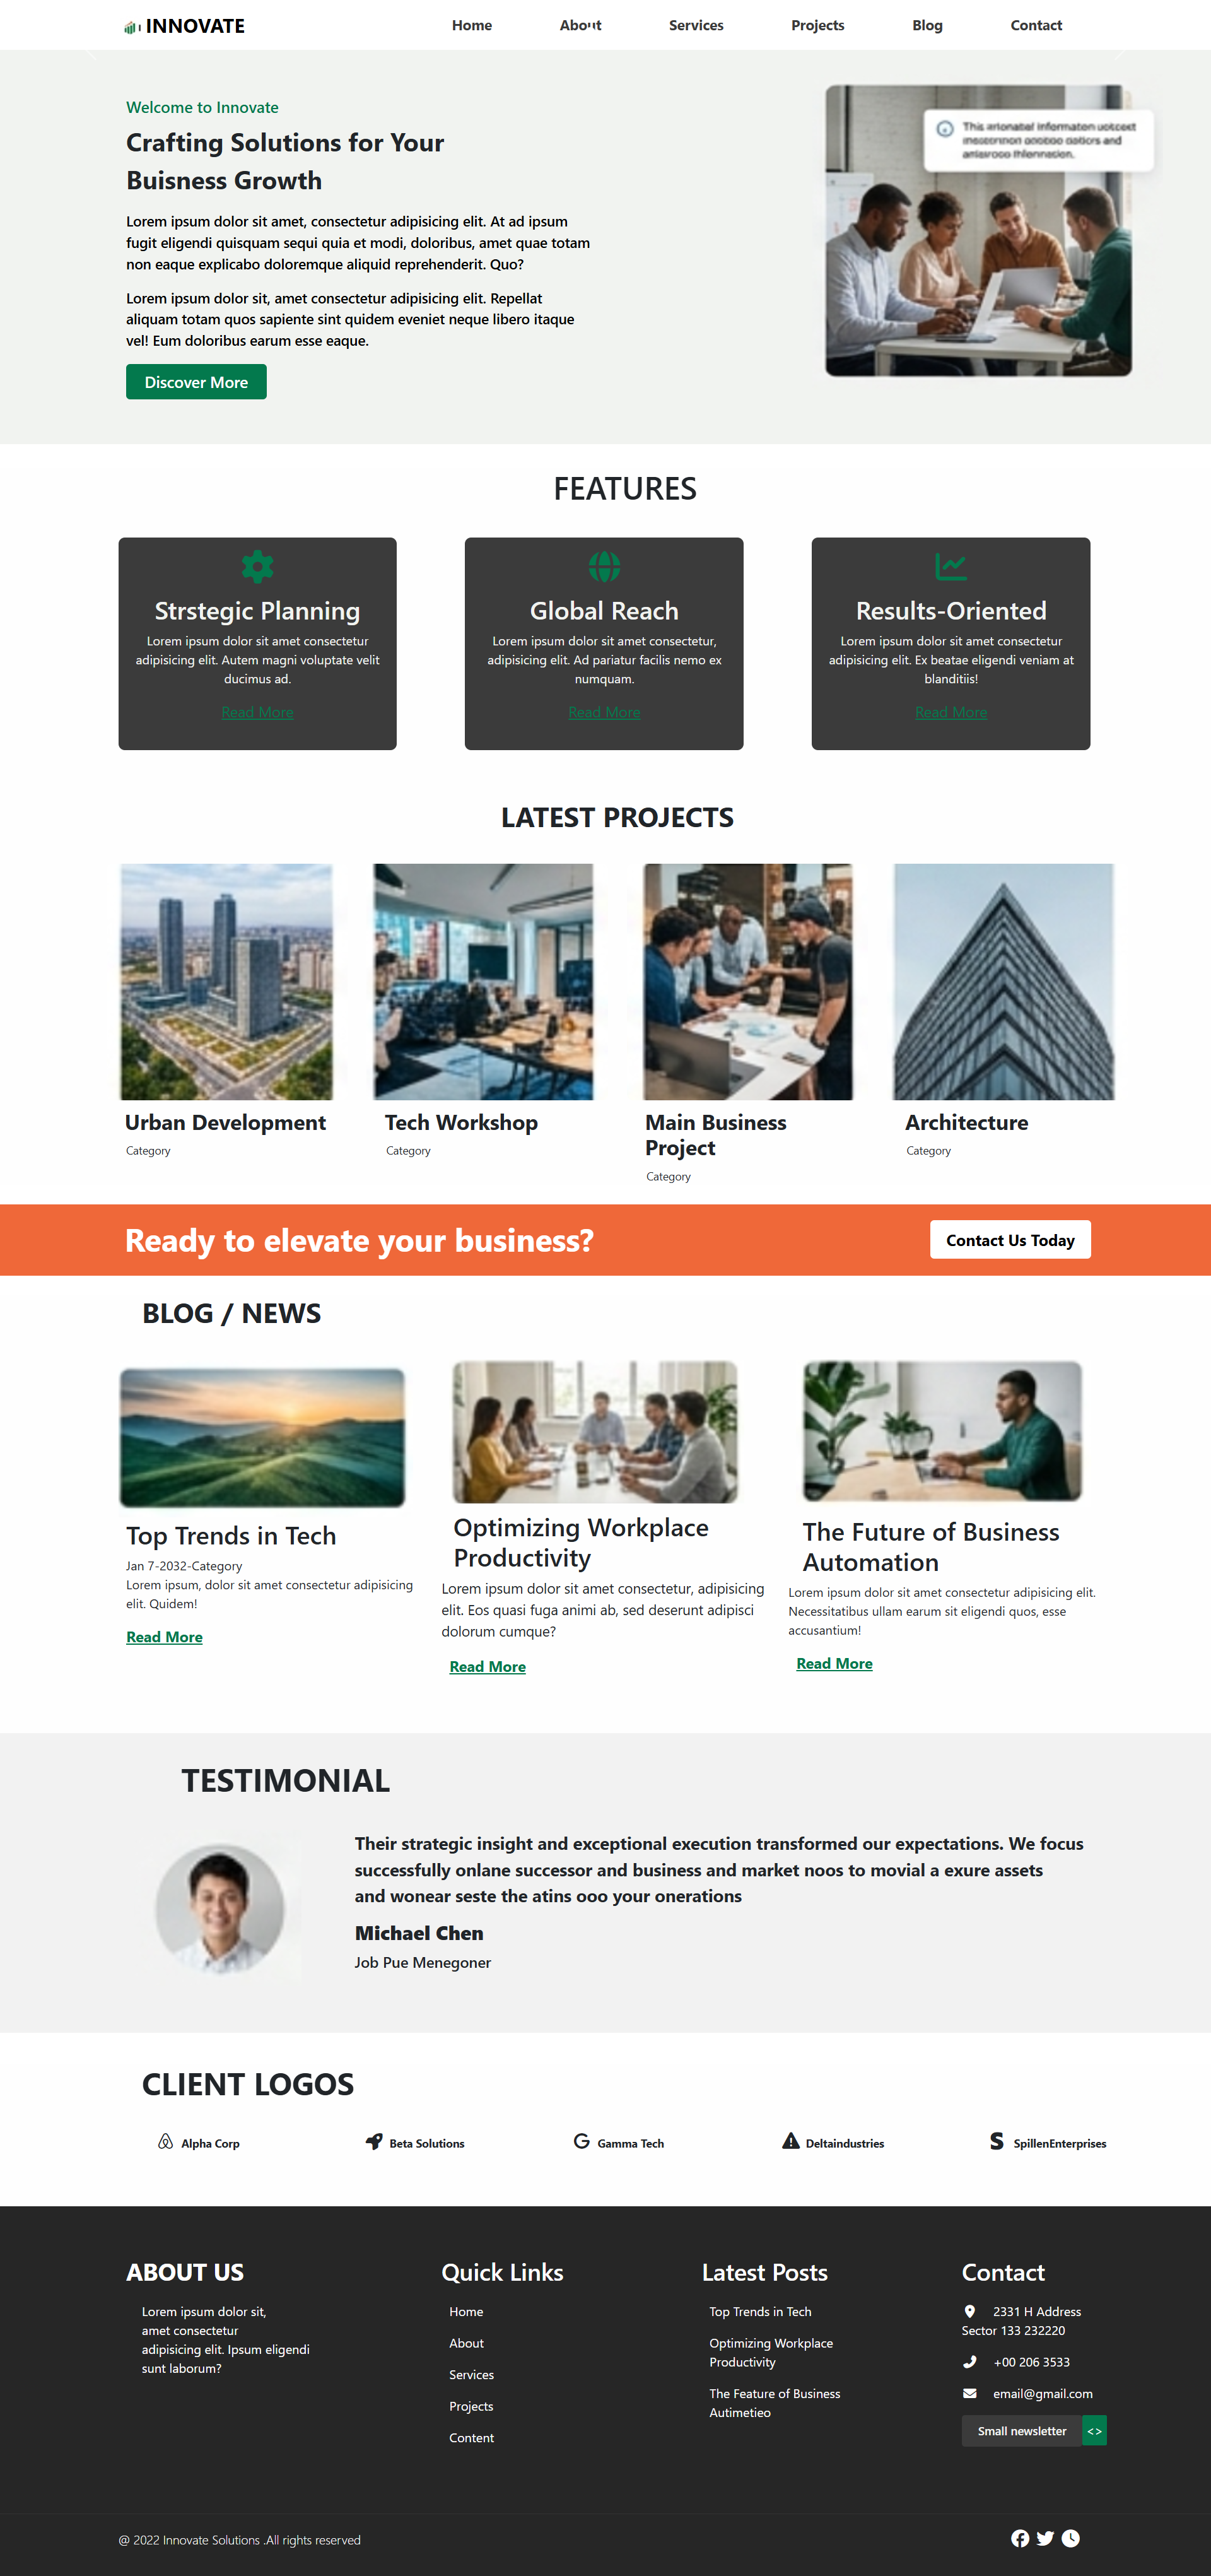 INNOVATE
Home
About
Services
Projects
Blog
Contact
Welcome to Innovate
Crafting Solutions for Your
Buisness Growth
Lorem ipsum dolor sit amet, consectetur adipisicing elit. At ad ipsum
fugit eligendi quisquam sequi quia et modi, doloribus, amet quae totam
non eaque explicabo doloremque aliquid reprehenderit. Quo?
Lorem ipsum dolor sit, amet consectetur adipisicing elit. Repellat
aliquam totam quos sapiente sint quidem eveniet neque libero itaque
vel! Eum doloribus earum esse eaque.
Discover More
This
and
FEATURES
Strstegic Planning
Lorem ipsum dolor sit amet consectetur
adipisicing elit. Autem magni voluptate velit
ducimus ad.
Read More
Global Reach
Lorem ipsum dolor sit amet consectetur,
adipisicing elit. Ad pariatur facilis nemo ex
numquam.
Read More
Results-Oriented
Lorem ipsum dolor sit amet consectetur
adipisicing elit. Ex beatae eligendi veniam at
blanditiis!
Read More
LATEST PROJECTS
Urban Development
Category
Tech Workshop
Category
Main Business
Project
Category
Architecture
Category
Ready to elevate your business?
Contact Us Today
BLOG / NEWS
Top Trends in Tech
Jan 7-2032-Category
Lorem ipsum, dolor sit amet consectetur adipisicing
elit. Quidem!
Read More
Optimizing Workplace
Productivity
Lorem ipsum dolor sit amet consectetur, adipisicing
elit. Eos quasi fuga animi ab, sed deserunt adipisci
dolorum cumque?
Read More
The Future of Business
Automation
Lorem ipsum dolor sit amet consectetur adipisicing elit.
Necessitatibus ullam earum sit eligendi quos, esse
accusantium!
Read More
TESTIMONIAL
Their strategic insight and exceptional execution transformed our expectations. We focus
successfully onlane successor and business and market noos to movial a exure assets
and wonear seste the atins ooo your onerations
Michael Chen
Job Pue Menegoner
CLIENT LOGOS
Alpha Corp
Beta Solutions
Gamma Tech
Deltaindustries
SpillenEnterprises
ABOUT US
Lorem ipsum dolor sit,
amet consectetur
adipisicing elit. Ipsum eligendi
sunt laborum?
Quick Links
Home
About
Services
Projects
Content
Latest Posts
Top Trends in Tech
Optimizing Workplace
Productivity
The Feature of Business
Autimetieo
Contact
2331 H Address
Sector 133 232220
+00 206 3533
email@gmail.com
Small newsletter
<>
@ 2022 Innovate Solutions .All rights reserved